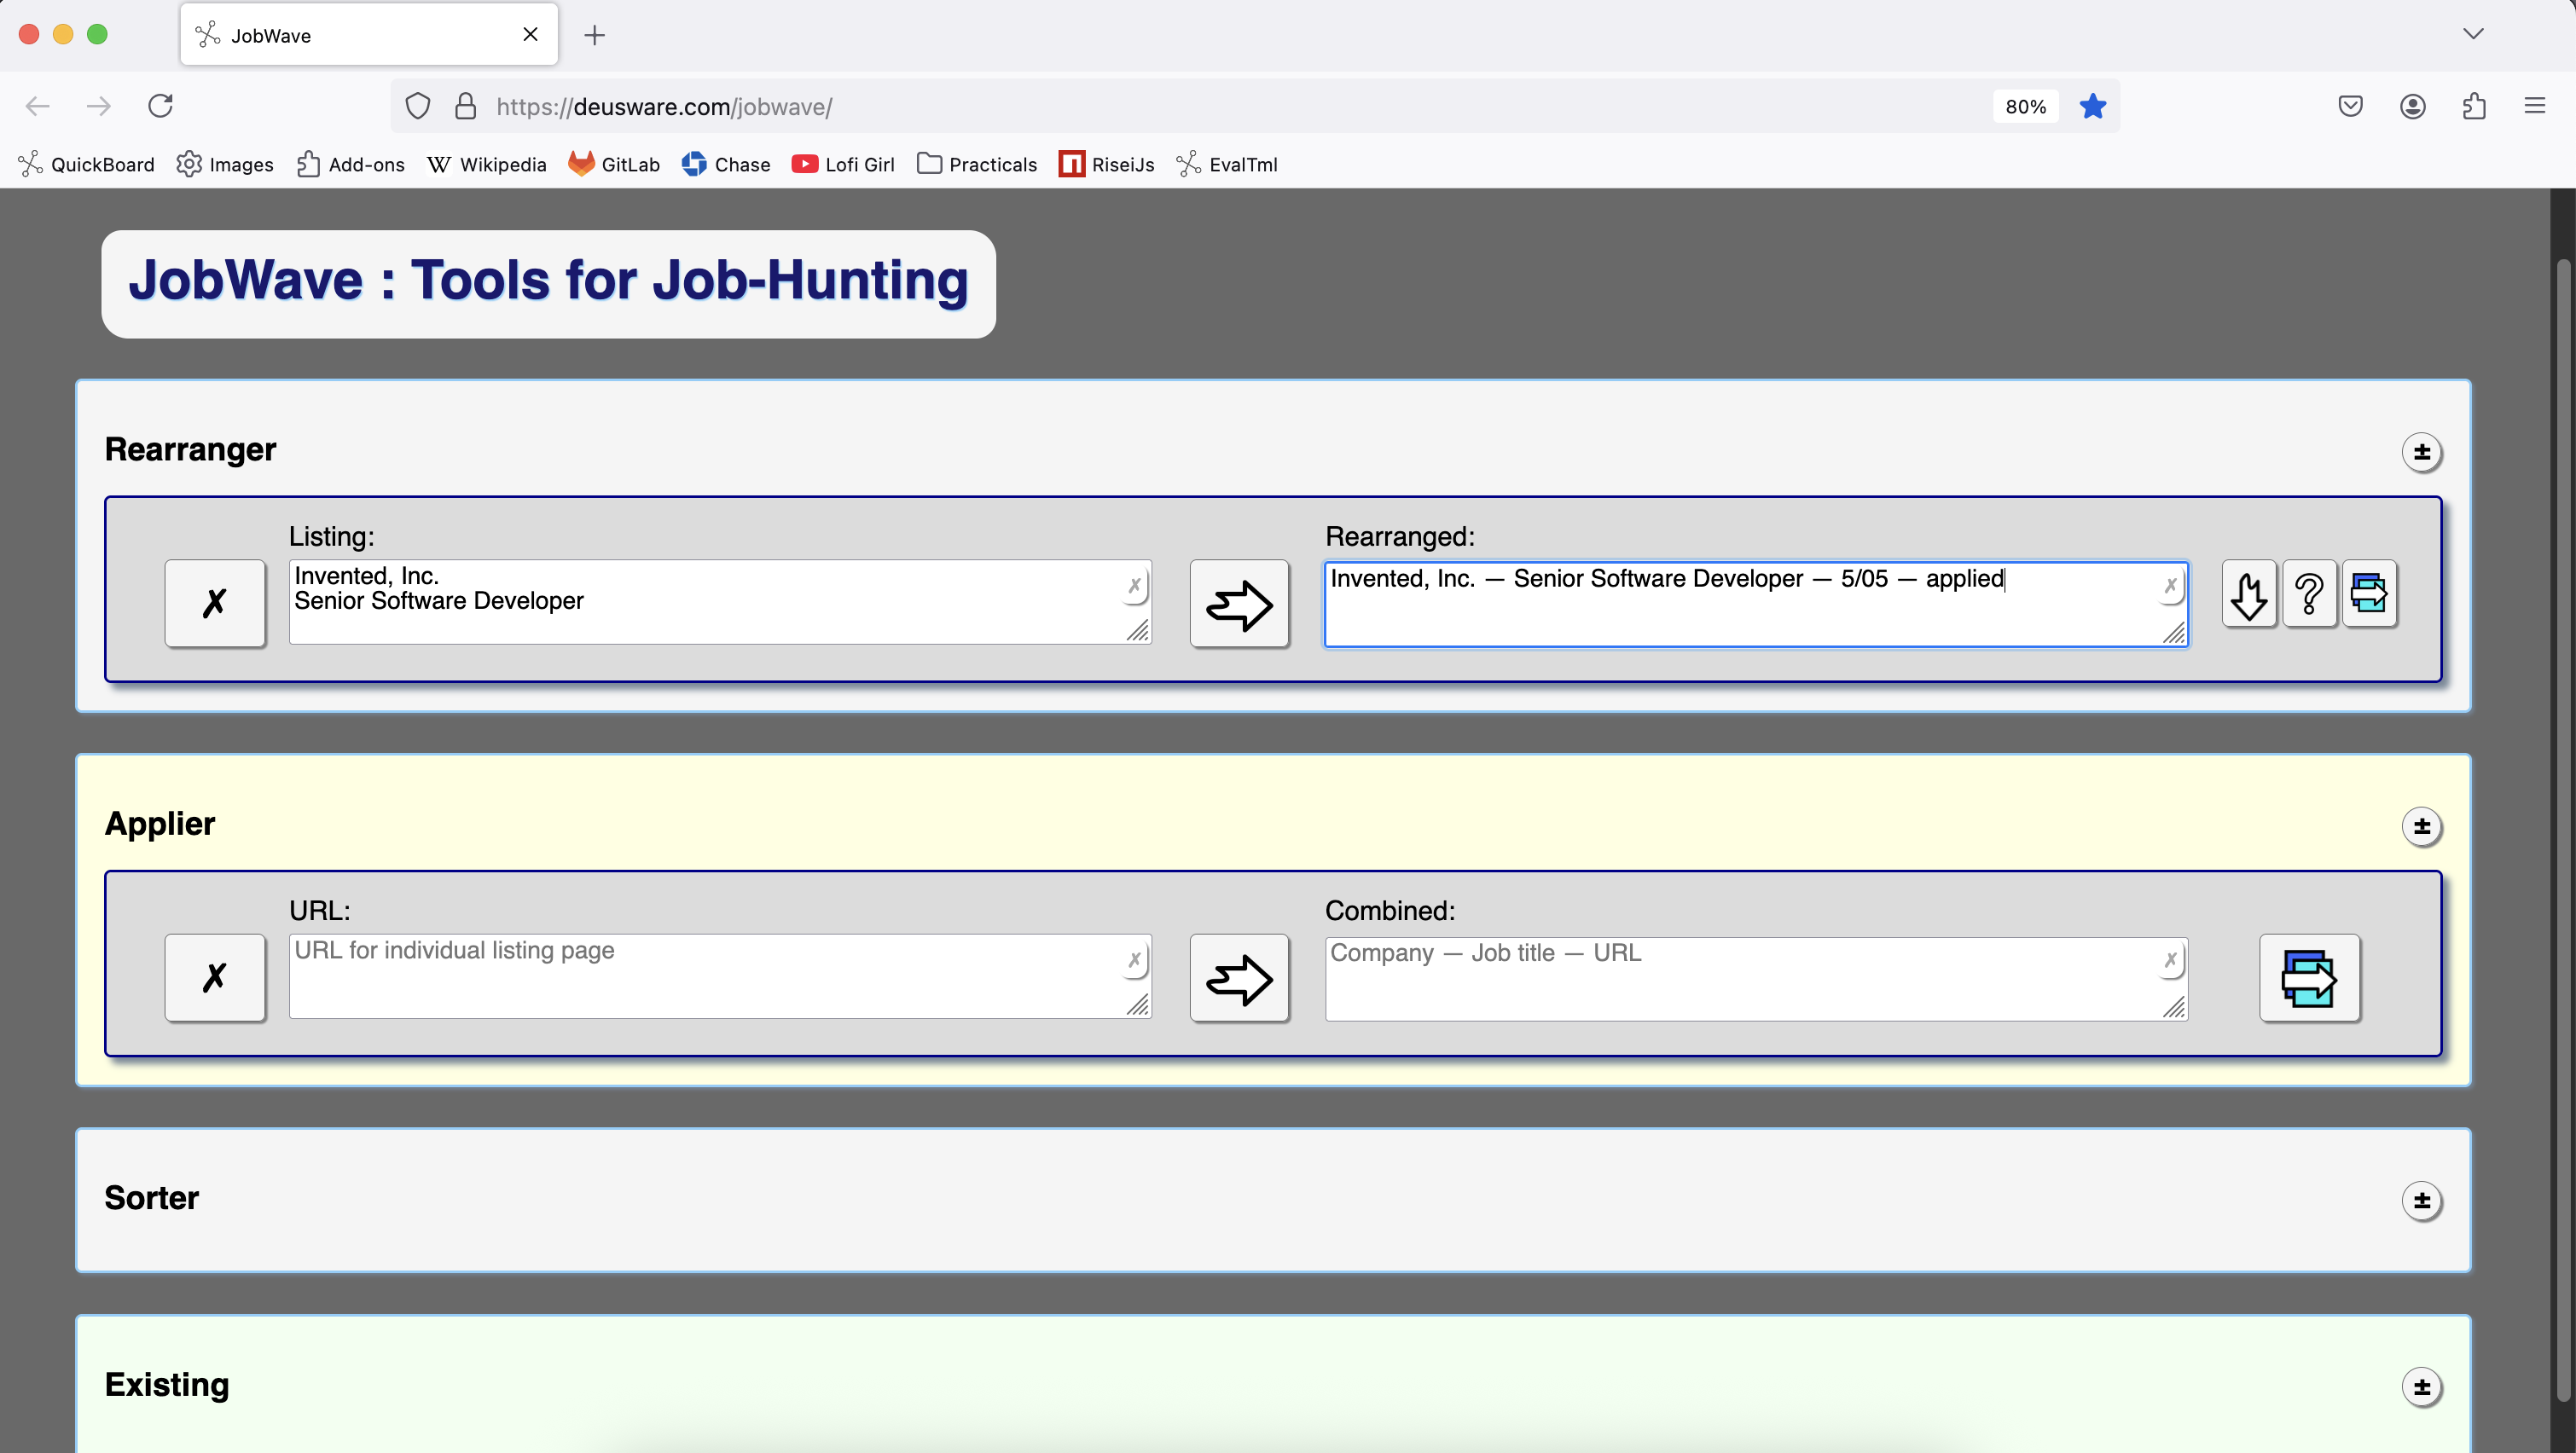 JobWave
https://deusware.com/jobwave/
80%
QuickBoard Images Add-ons Wikipedia GitLab Chase Lofi Girl Practicals RiseiJs EvalTml
JobWave : Tools for Job-Hunting
Rearranger
±
Listing:
Rearranged:
✗
Invented, Inc.
Senior Software Developer
✗
Invented, Inc. — Senior Software Developer — 5/05 — applied
✗
?
Applier
±
URL:
Combined:
✗
URL for individual listing page
✗
Company — Job title — URL
✗
Sorter
±
Existing
±